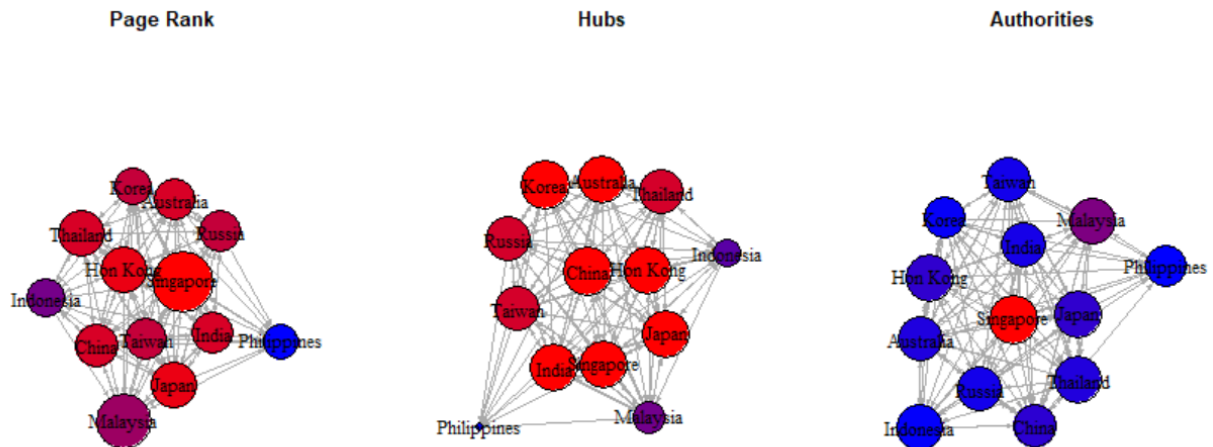 Page Rank
Hubs
Authorities
Korea
Australia
Thailand
Russia
Hon Kong
Singapore
Indonesia
China
Taiwan
India
Philippines
Japan
Malaysia
Korea
Australia
Thailand
Russia
China
Hon Kong
Indonesia
Taiwan
Japan
India
Singapore
Philippines
Malaysia
Taiwan
Korea
Malaysia
India
Hon Kong
Philippines
Singapore
Japan
Australia
Russia
Thailand
Indonesia
China